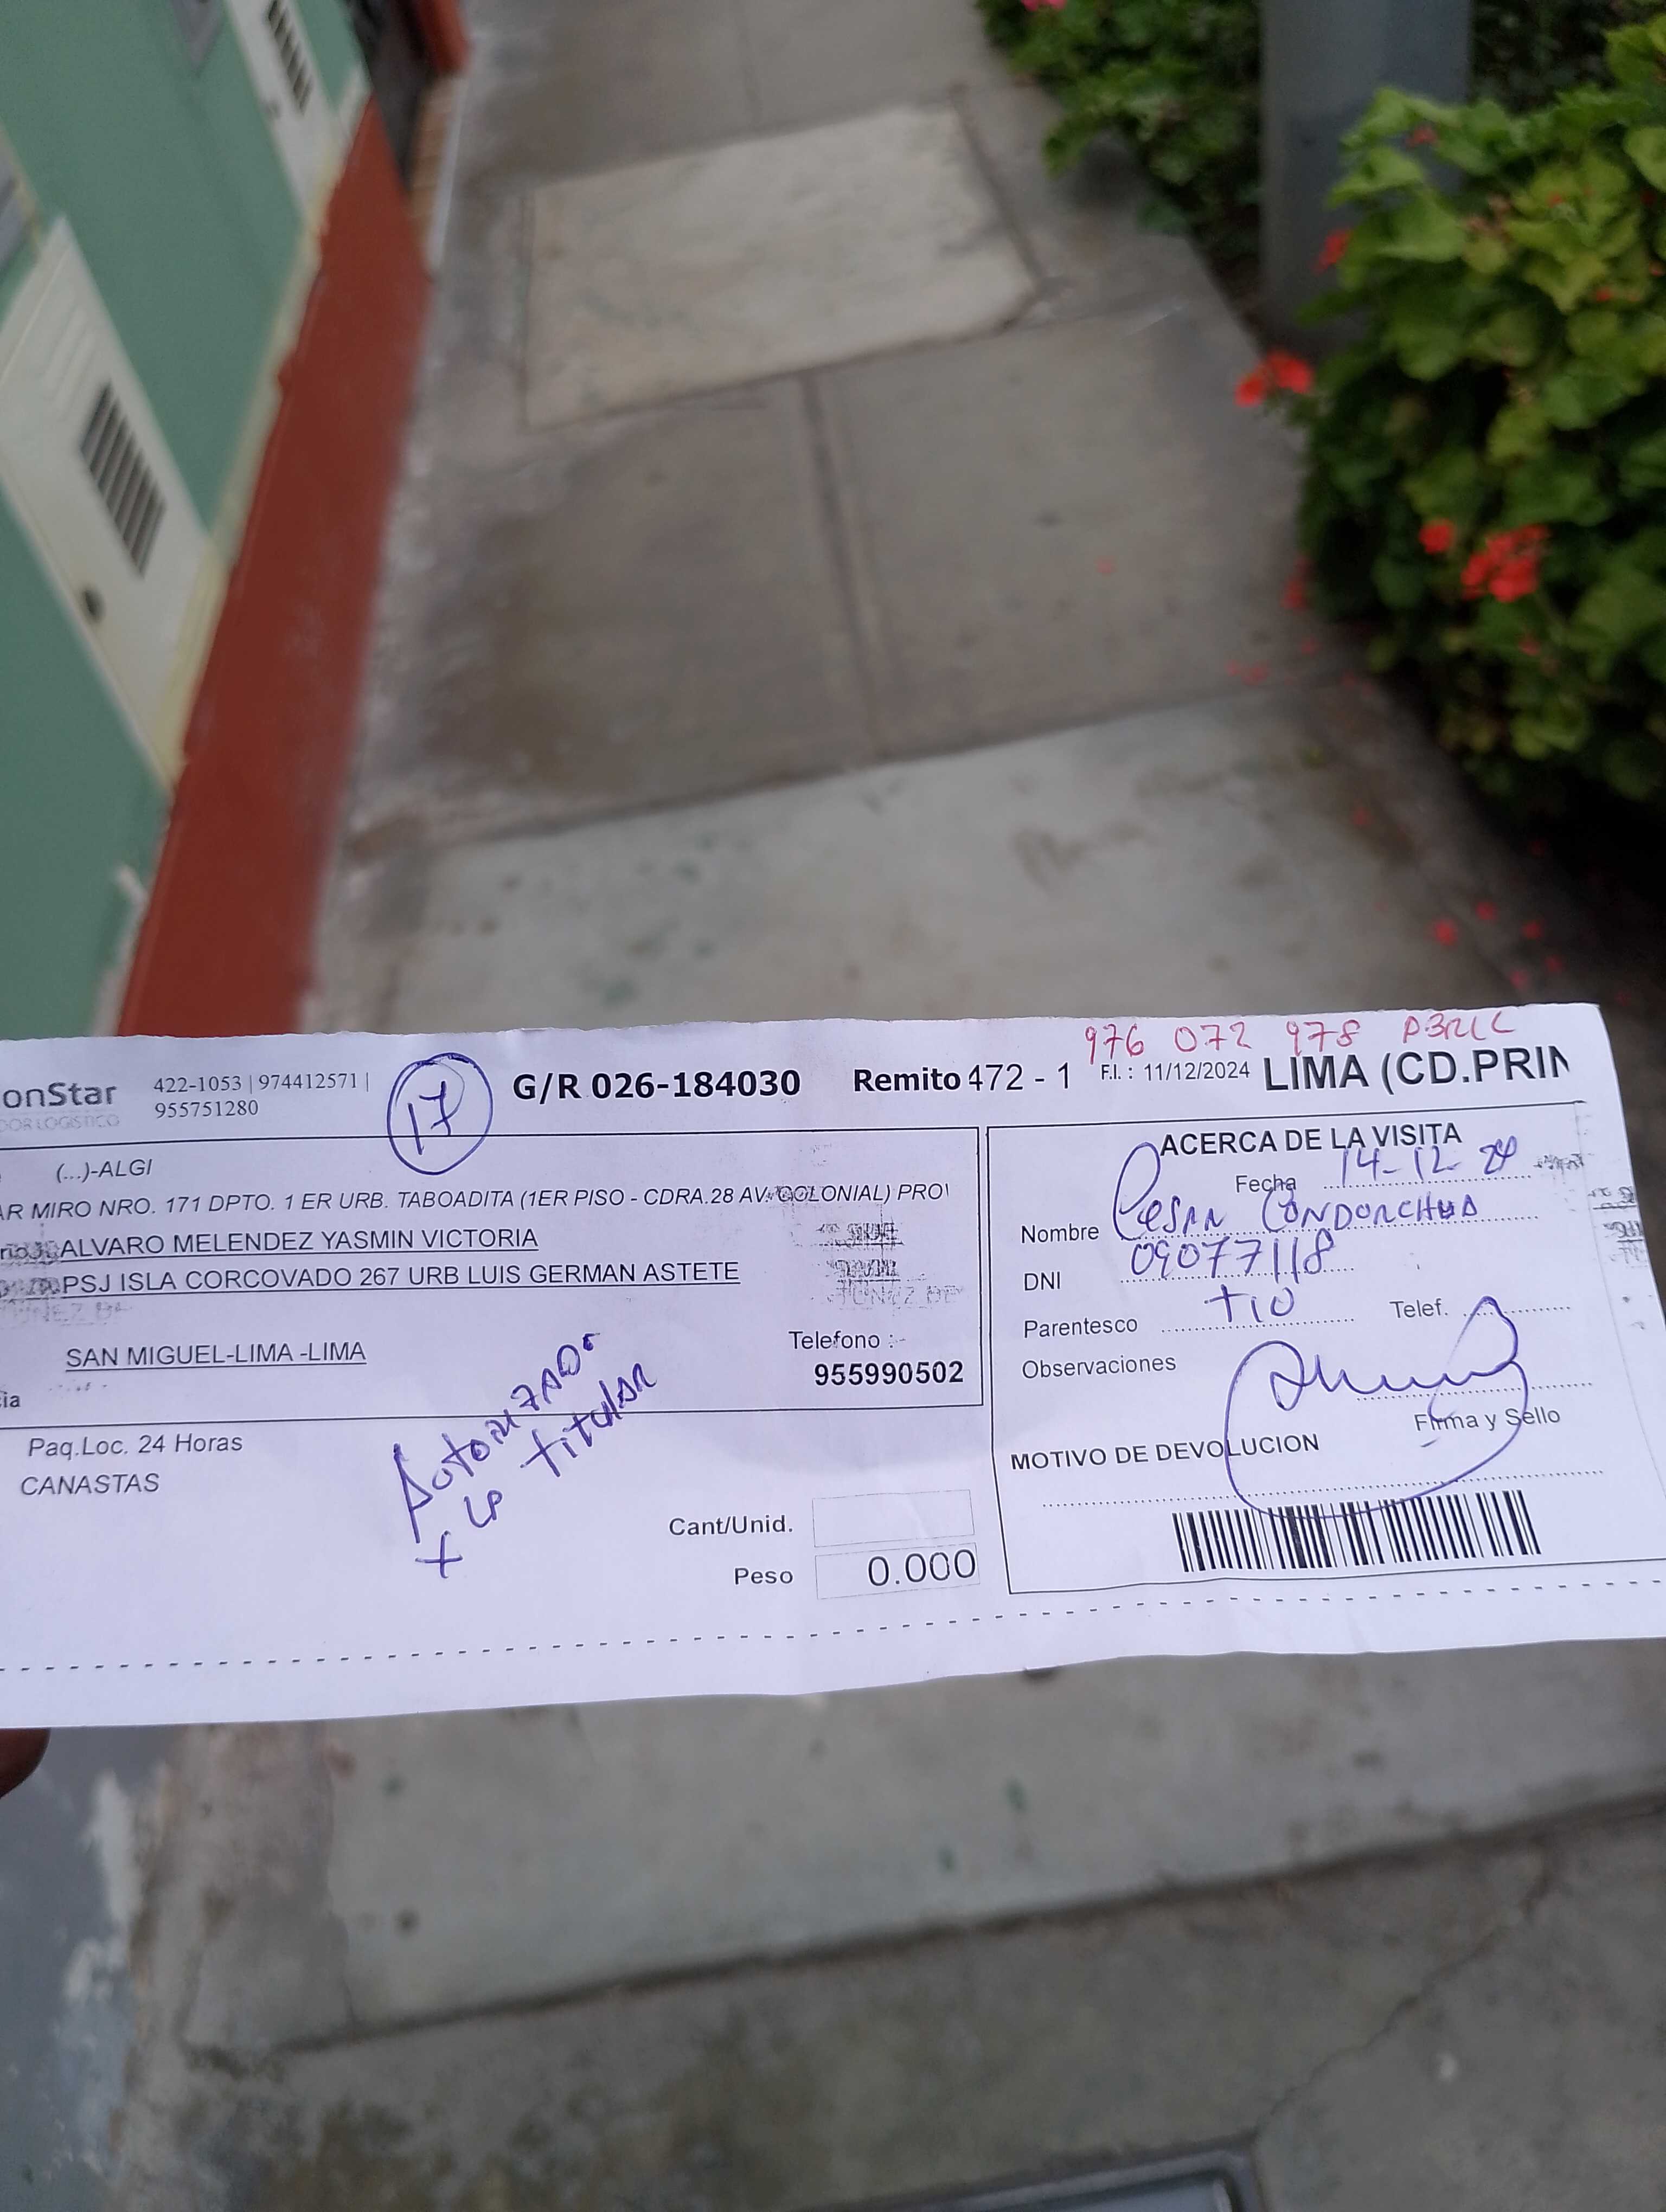 976 072 978
onStar
DOR LOGISTICO
422-1053 | 974412571 |
955751280
17
G/R 026-184030
Remito 472 - 1
F.I. : 11/12/2024
LIMA (CD.PRIN
(...)-ALGI
AR MIRO NRO. 171 DPTO. 1 ER URB. TABOADITA (1ER PISO - CDRA.28 AV. COLONIAL) PROV
ALVARO MELENDEZ YASMIN VICTORIA
PSJ ISLA CORCOVADO 267 URB LUIS GERMAN ASTETE
SAN MIGUEL-LIMA -LIMA
Telefono :-
955990502
ia
Paq.Loc. 24 Horas
CANASTAS
Autorizado
x la titular
Cant/Unid.
Peso 0.000
ACERCA DE LA VISITA
Fecha 14-12-24
Nombre Cesar Condorchua
DNI 09077118
Parentesco tio Telef.
Observaciones
Firma y Sello
MOTIVO DE DEVOLUCION